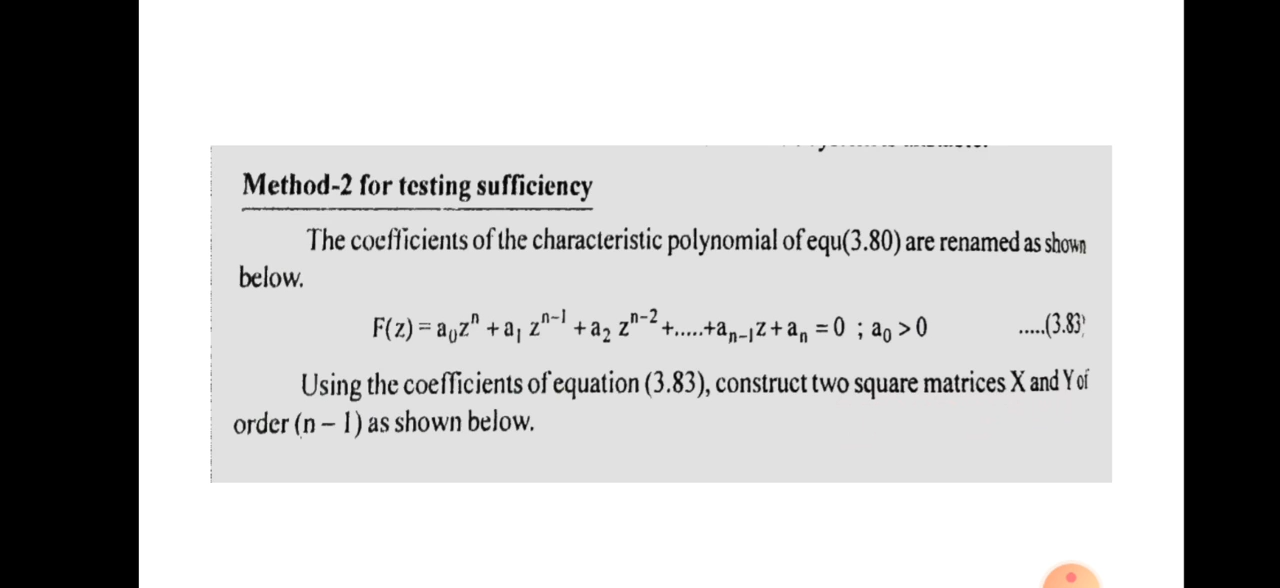 Method-2 for testing sufficiency
The coefficients of the characteristic polynomial of equ(3.80) are renamed as shown
below.
F(z) = a₀zⁿ + a₁ zⁿ⁻¹ + a₂ zⁿ⁻² +.....+aₙ₋₁z + aₙ = 0 ; a₀ > 0 .....(3.83)
Using the coefficients of equation (3.83), construct two square matrices X and Y of
order (n – 1) as shown below.